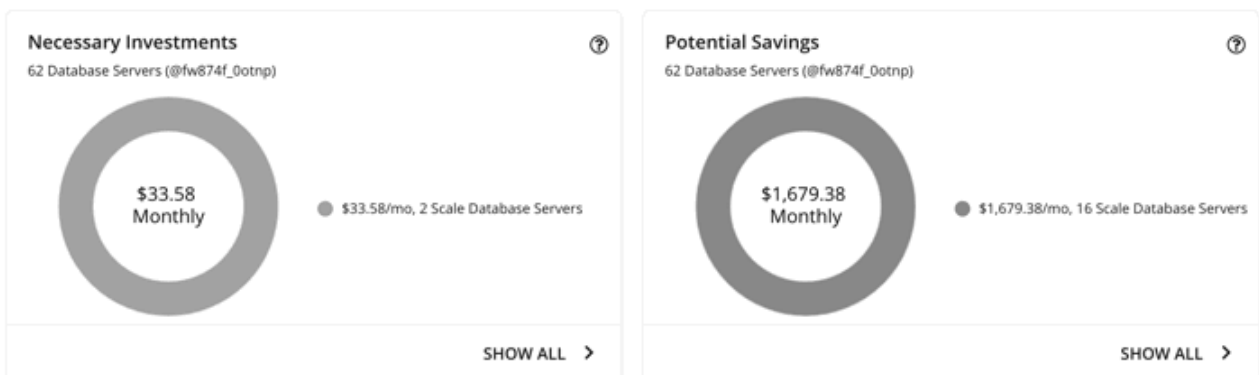 Necessary Investments
62 Database Servers (@fw874f_0otnp)
$33.58
Monthly
$33.58/mo, 2 Scale Database Servers
SHOW ALL
Potential Savings
62 Database Servers (@fw874f_0otnp)
$1,679.38
Monthly
$1,679.38/mo, 16 Scale Database Servers
SHOW ALL